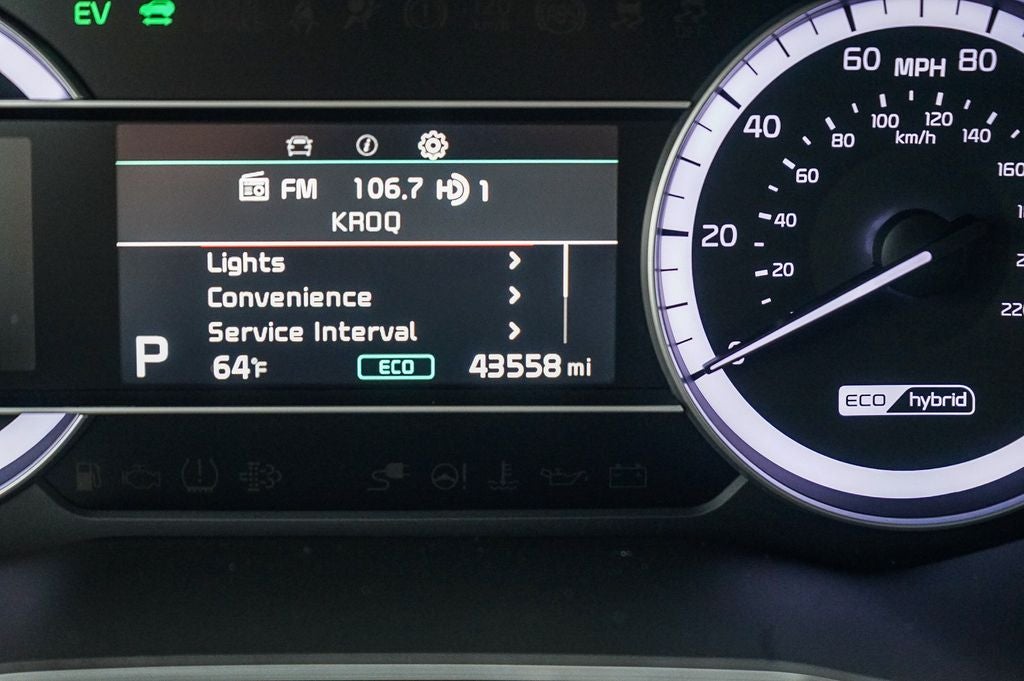 EV
FM 106.7 HD 1
KROQ
Lights
Convenience
Service Interval
P
64°F
ECO
43558 mi
60 MPH 80
40
20
0
100 120
80 km/h 140
60 160
40
20
220
ECO hybrid